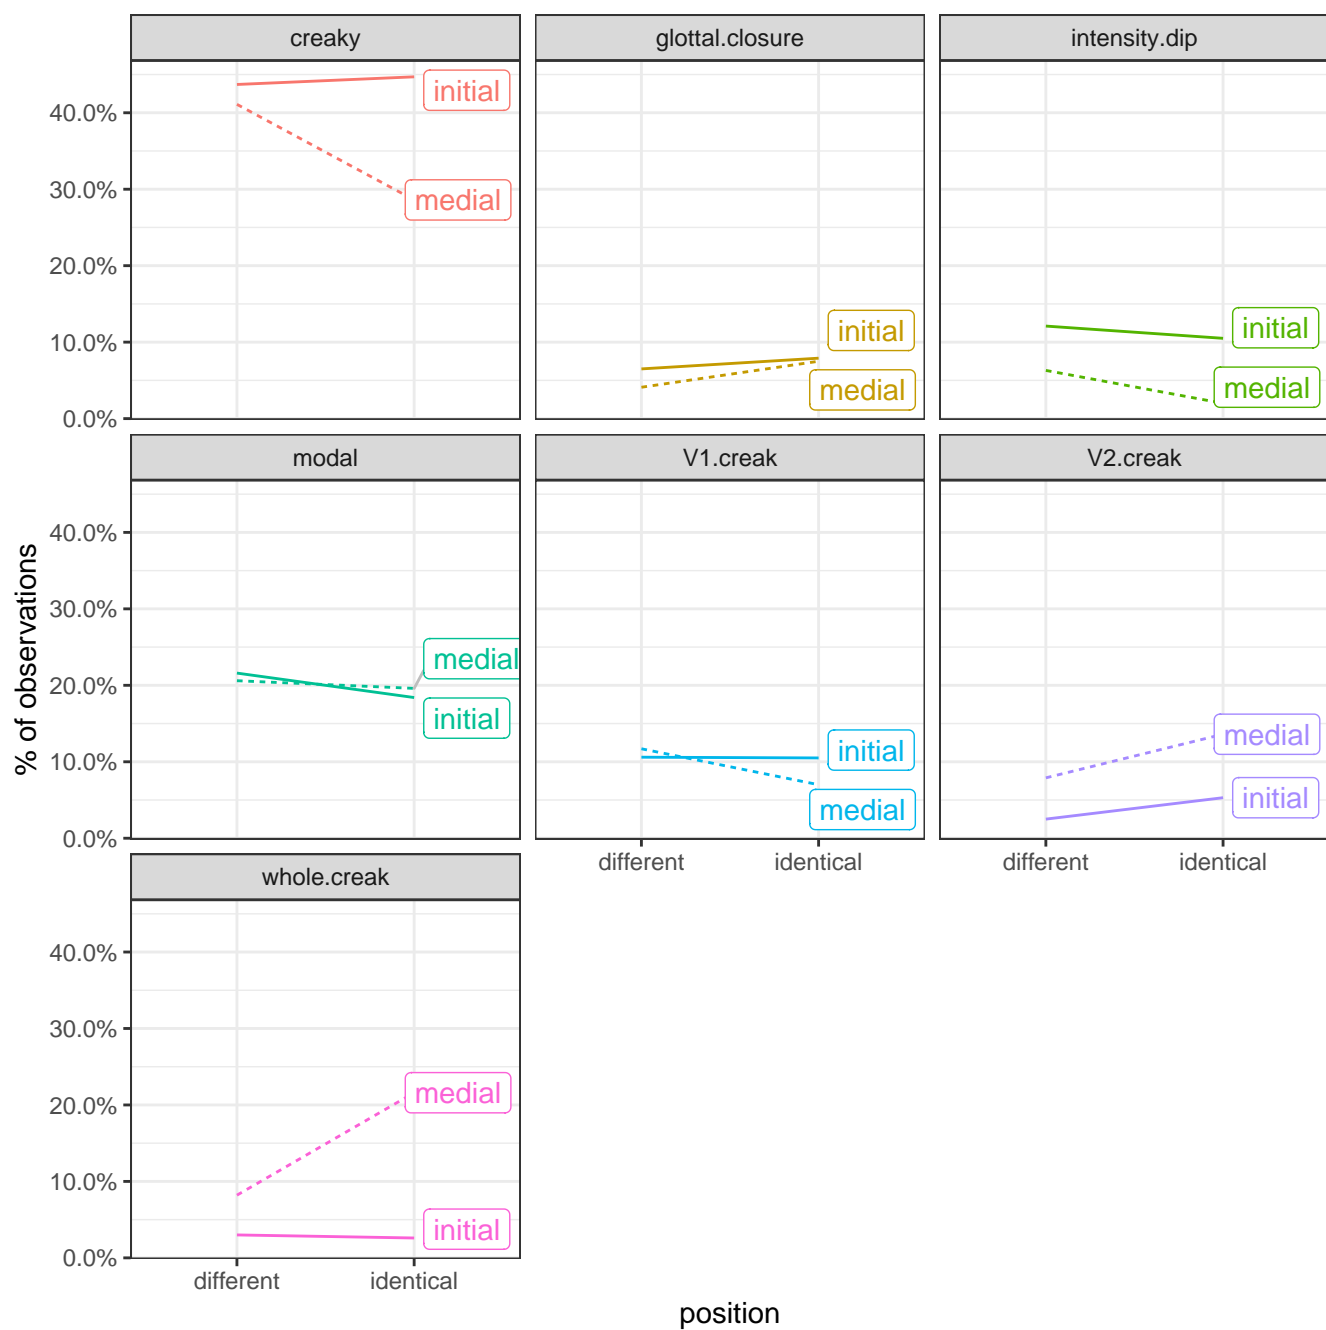 creaky
glottal.closure
intensity.dip
40.0%
30.0%
20.0%
10.0%
0.0%
initial
medial
initial
medial
initial
medial
modal
V1.creak
V2.creak
40.0%
30.0%
20.0%
10.0%
0.0%
medial
initial
initial
medial
medial
initial
different
identical
different
identical
whole.creak
40.0%
30.0%
20.0%
10.0%
0.0%
medial
initial
different
identical
position
% of observations